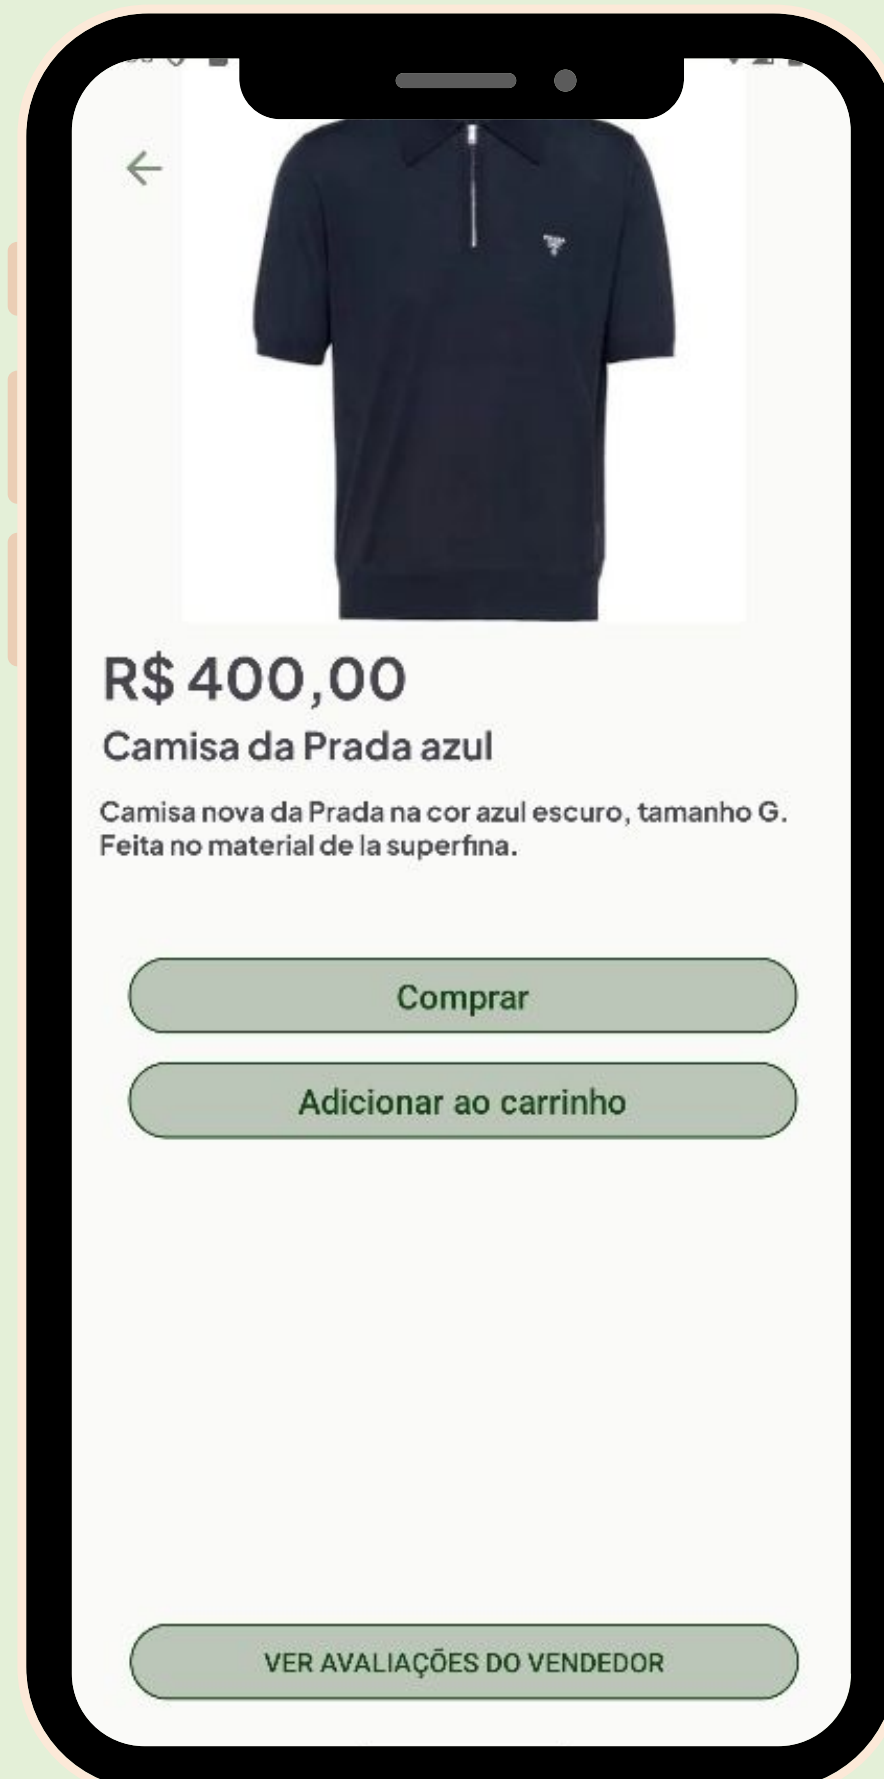 R$ 400,00
Camisa da Prada azul
Camisa nova da Prada na cor azul escuro, tamanho G.
Feita no material de la superfina.
Comprar
Adicionar ao carrinho
VER AVALIAÇÕES DO VENDEDOR